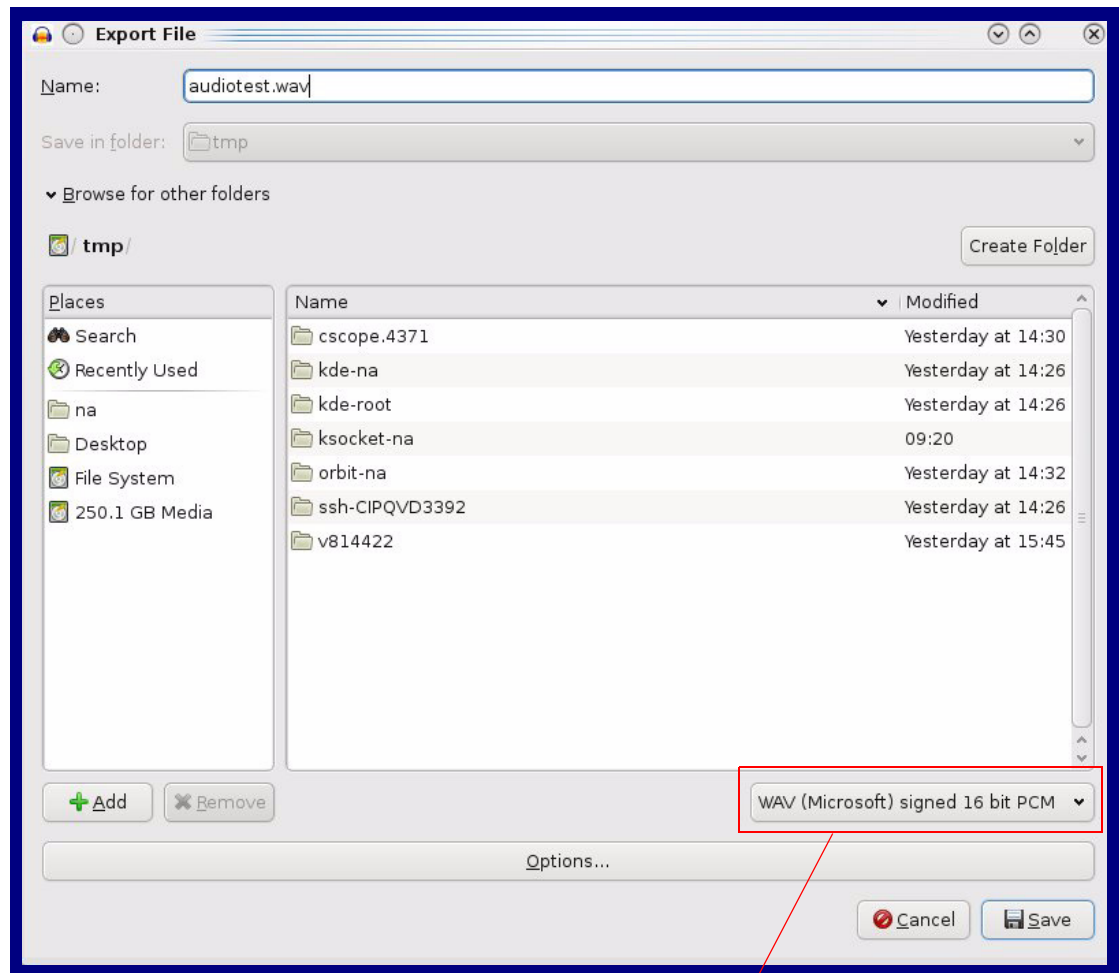 Export File
Name: audiotest.wav
Save in folder: tmp
Browse for other folders
/ tmp/
Create Folder
Places
Search
Recently Used
na
Desktop
File System
250.1 GB Media
Name Modified
cscope.4371 Yesterday at 14:30
kde-na Yesterday at 14:26
kde-root Yesterday at 14:26
ksocket-na 09:20
orbit-na Yesterday at 14:32
ssh-CIPQVD3392 Yesterday at 14:26
v814422 Yesterday at 15:45
Add Remove
WAV (Microsoft) signed 16 bit PCM
Options...
Cancel Save